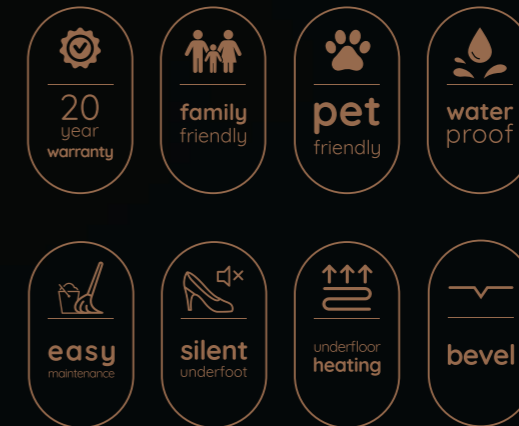 20
year
warranty
family
friendly
pet
friendly
water
proof
easy
maintenance
silent
underfoot
underfloor
heating
bevel